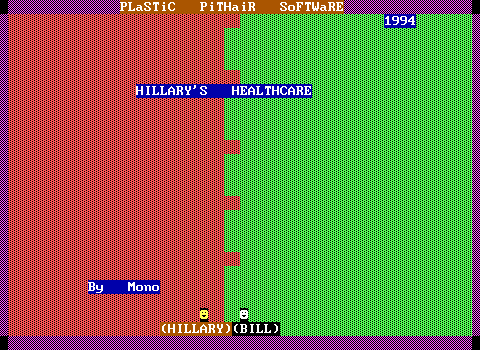 PLaSTiC PiTHaiR SoFTWaRE
1994
HILLARY'S HEALTHCARE
By Mono
(HILLARY)(BILL)